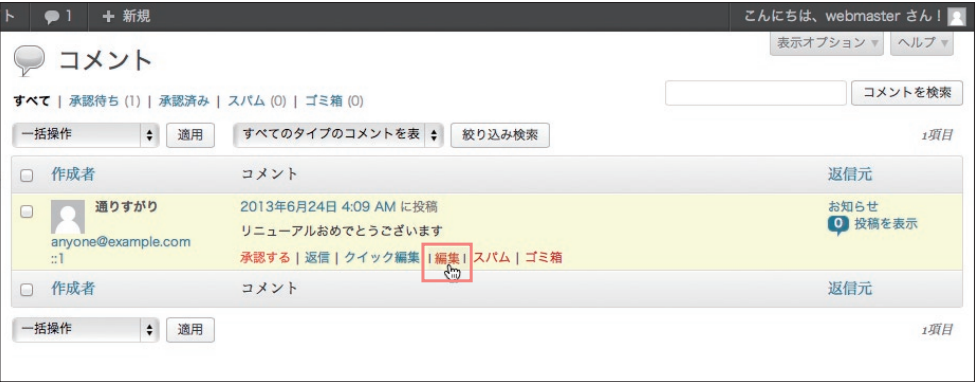 ト 1 + 新規 こんにちは、webmaster さん！
コメント 表示オプション ▼ ヘルプ ▼
すべて | 承認待ち (1) | 承認済み | スパム (0) | ゴミ箱 (0) コメントを検索
一括操作 適用 すべてのタイプのコメントを表 絞り込み検索 1項目
作成者 コメント 返信元
通りすがり 2013年6月24日 4:09 AM に投稿 お知らせ
リニューアルおめでとうございます 0 投稿を表示
anyone@example.com
::1 承認する | 返信 | クイック編集 | 編集 | スパム | ゴミ箱
作成者 コメント 返信元
一括操作 適用 1項目